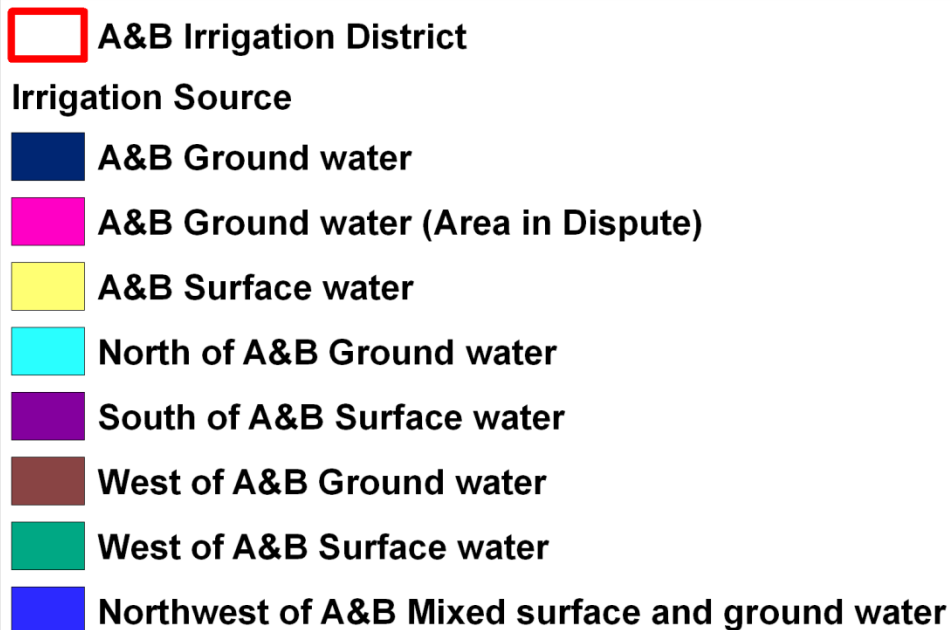 A&B Irrigation District
Irrigation Source
A&B Ground water
A&B Ground water (Area in Dispute)
A&B Surface water
North of A&B Ground water
South of A&B Surface water
West of A&B Ground water
West of A&B Surface water
Northwest of A&B Mixed surface and ground water